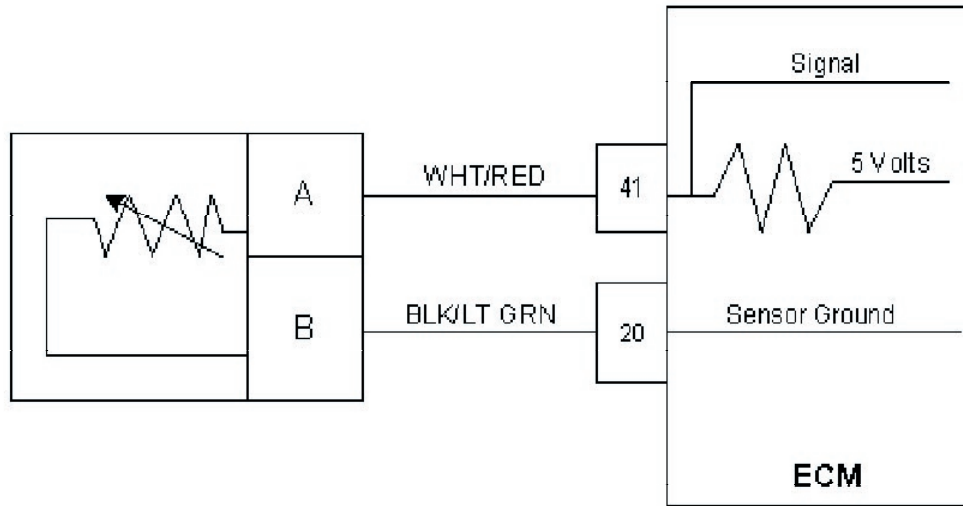 Signal
5 Volts
A
WHT/RED
41
B
BLK/LT GRN
20
Sensor Ground
ECM